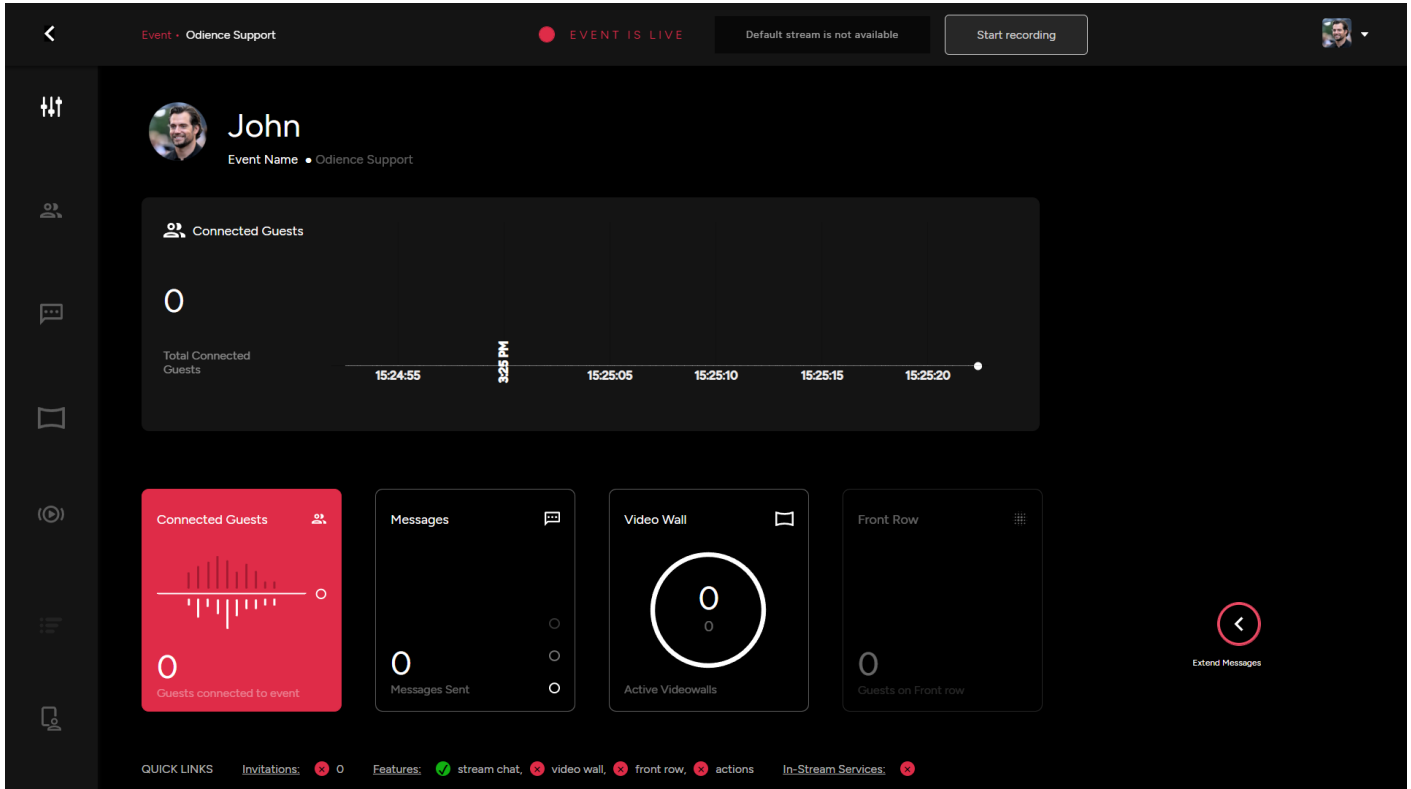 Event • Odience Support
EVENT IS LIVE
Default stream is not available
Start recording
John
Event Name • Odience Support
Connected Guests
0
Total Connected
Guests
15:24:55
3:25 PM
15:25:05
15:25:10
15:25:15
15:25:20
Connected Guests
0
Guests connected to event
Messages
0
Messages Sent
Video Wall
0
0
Active Videowalls
Front Row
0
Guests on Front row
Extend Messages
QUICK LINKS Invitations: 0 Features: stream chat, video wall, front row, actions In-Stream Services: